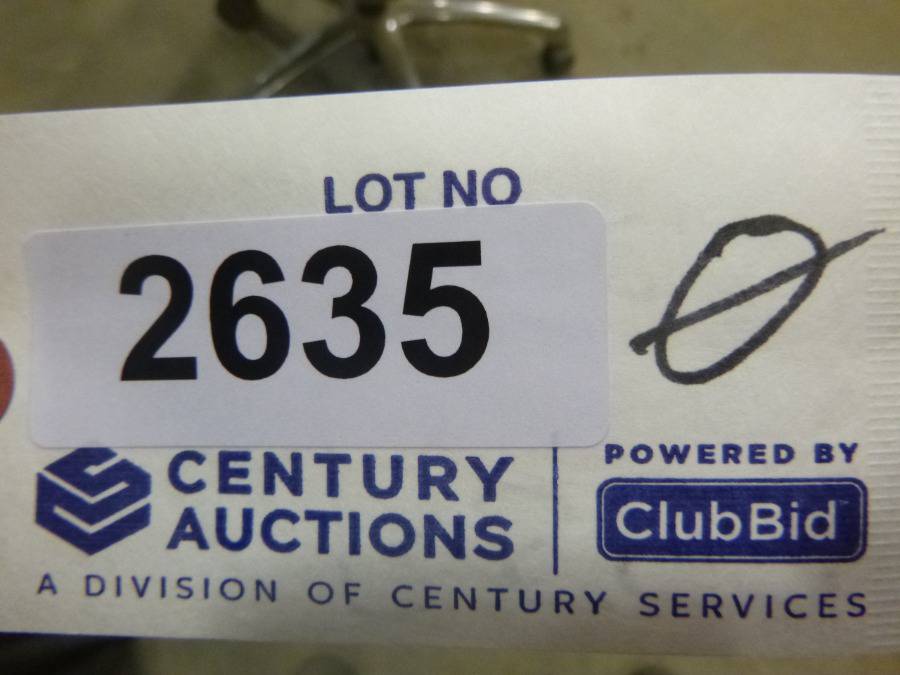 LOT NO
2635 Ø
CENTURY
AUCTIONS
POWERED BY
ClubBid
A DIVISION OF CENTURY SERVICES